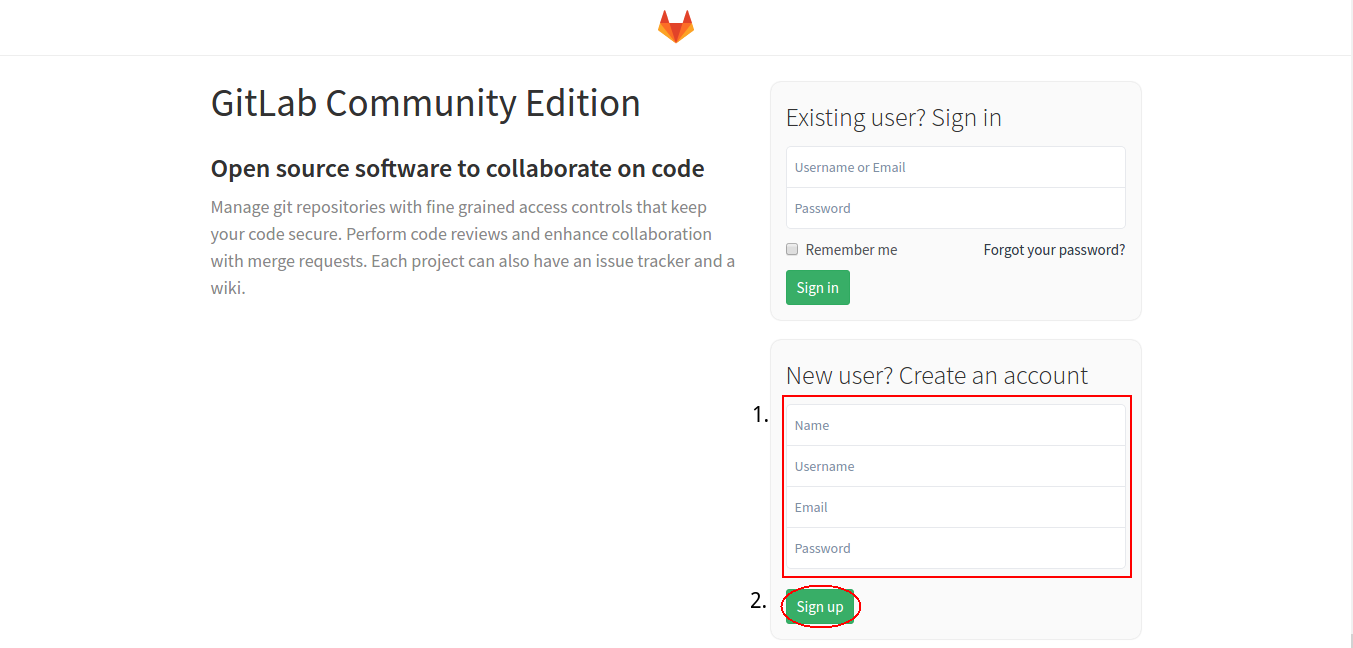 GitLab Community Edition
Open source software to collaborate on code
Manage git repositories with fine grained access controls that keep
your code secure. Perform code reviews and enhance collaboration
with merge requests. Each project can also have an issue tracker and a
wiki.
Existing user? Sign in
Username or Email
Password
Remember me
Forgot your password?
Sign in
New user? Create an account
1.
Name
Username
Email
Password
2.
Sign up